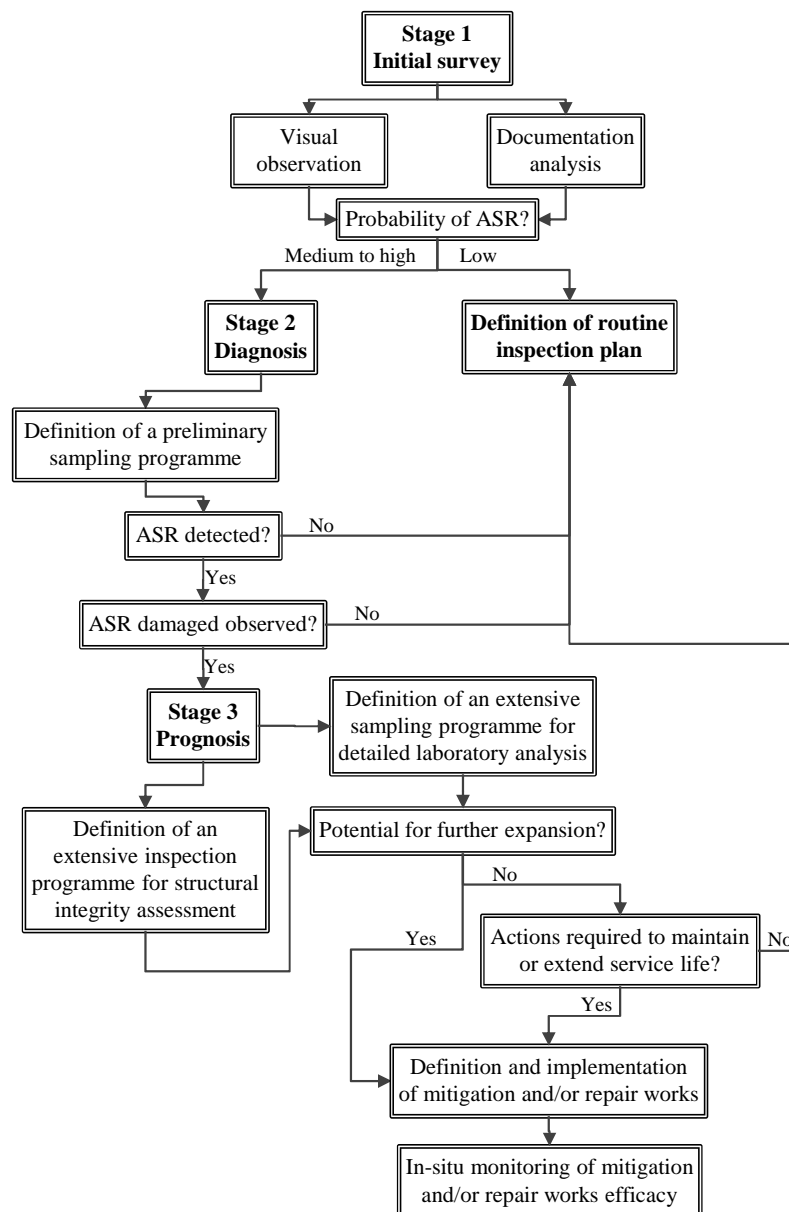 Stage 1
Initial survey
Visual
observation
Documentation
analysis
Probability of ASR?
Medium to high
Low
Stage 2
Diagnosis
Definition of routine
inspection plan
Definition of a preliminary
sampling programme
ASR detected?
No
Yes
ASR damaged observed?
No
Yes
Stage 3
Prognosis
Definition of an extensive
sampling programme for
detailed laboratory analysis
Definition of an
extensive inspection
programme for structural
integrity assessment
Potential for further expansion?
No
Yes
Actions required to maintain
or extend service life?
No
Yes
Definition and implementation
of mitigation and/or repair works
In-situ monitoring of mitigation
and/or repair works efficacy